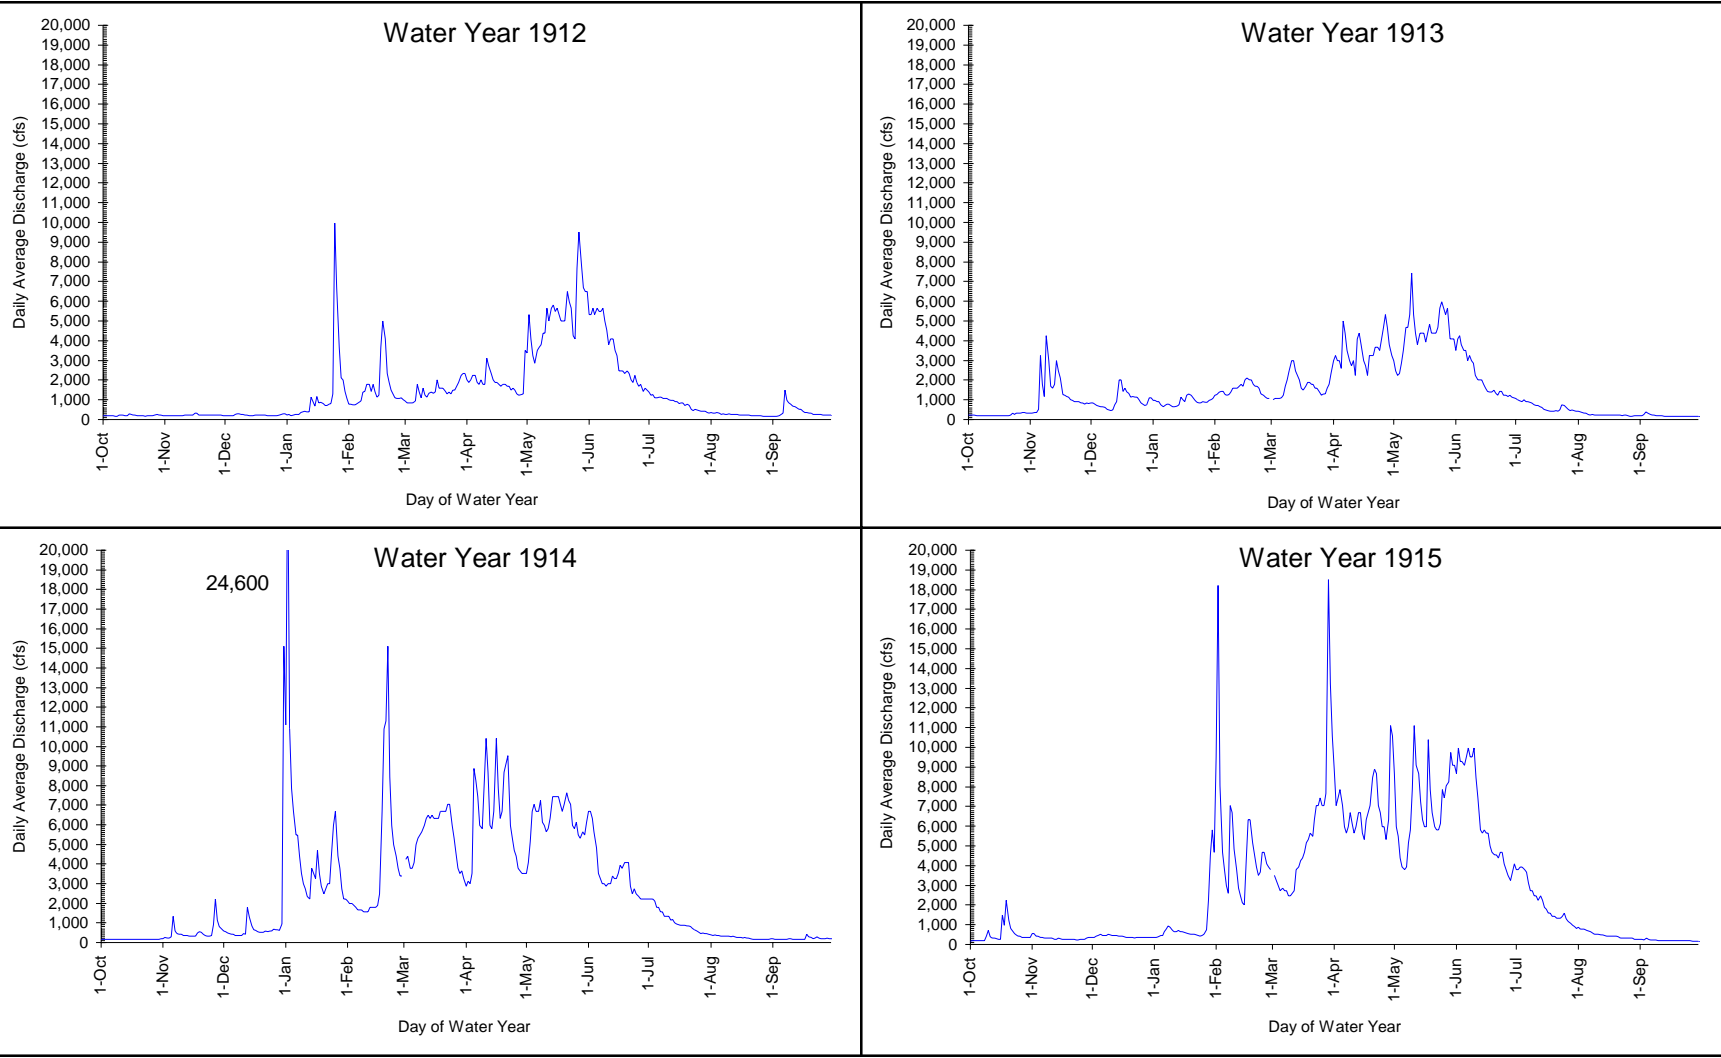 Water Year 1912
20,000
19,000
18,000
17,000
16,000
15,000
14,000
13,000
12,000
11,000
10,000
9,000
8,000
7,000
6,000
5,000
4,000
3,000
2,000
1,000
0
Daily Average Discharge (cfs)
1-Oct
1-Nov
1-Dec
1-Jan
1-Feb
1-Mar
1-Apr
1-May
1-Jun
1-Jul
1-Aug
1-Sep
Day of Water Year
Water Year 1913
20,000
19,000
18,000
17,000
16,000
15,000
14,000
13,000
12,000
11,000
10,000
9,000
8,000
7,000
6,000
5,000
4,000
3,000
2,000
1,000
0
Daily Average Discharge (cfs)
1-Oct
1-Nov
1-Dec
1-Jan
1-Feb
1-Mar
1-Apr
1-May
1-Jun
1-Jul
1-Aug
1-Sep
Day of Water Year
Water Year 1914
24,600
20,000
19,000
18,000
17,000
16,000
15,000
14,000
13,000
12,000
11,000
10,000
9,000
8,000
7,000
6,000
5,000
4,000
3,000
2,000
1,000
0
Daily Average Discharge (cfs)
1-Oct
1-Nov
1-Dec
1-Jan
1-Feb
1-Mar
1-Apr
1-May
1-Jun
1-Jul
1-Aug
1-Sep
Day of Water Year
Water Year 1915
20,000
19,000
18,000
17,000
16,000
15,000
14,000
13,000
12,000
11,000
10,000
9,000
8,000
7,000
6,000
5,000
4,000
3,000
2,000
1,000
0
Daily Average Discharge (cfs)
1-Oct
1-Nov
1-Dec
1-Jan
1-Feb
1-Mar
1-Apr
1-May
1-Jun
1-Jul
1-Aug
1-Sep
Day of Water Year